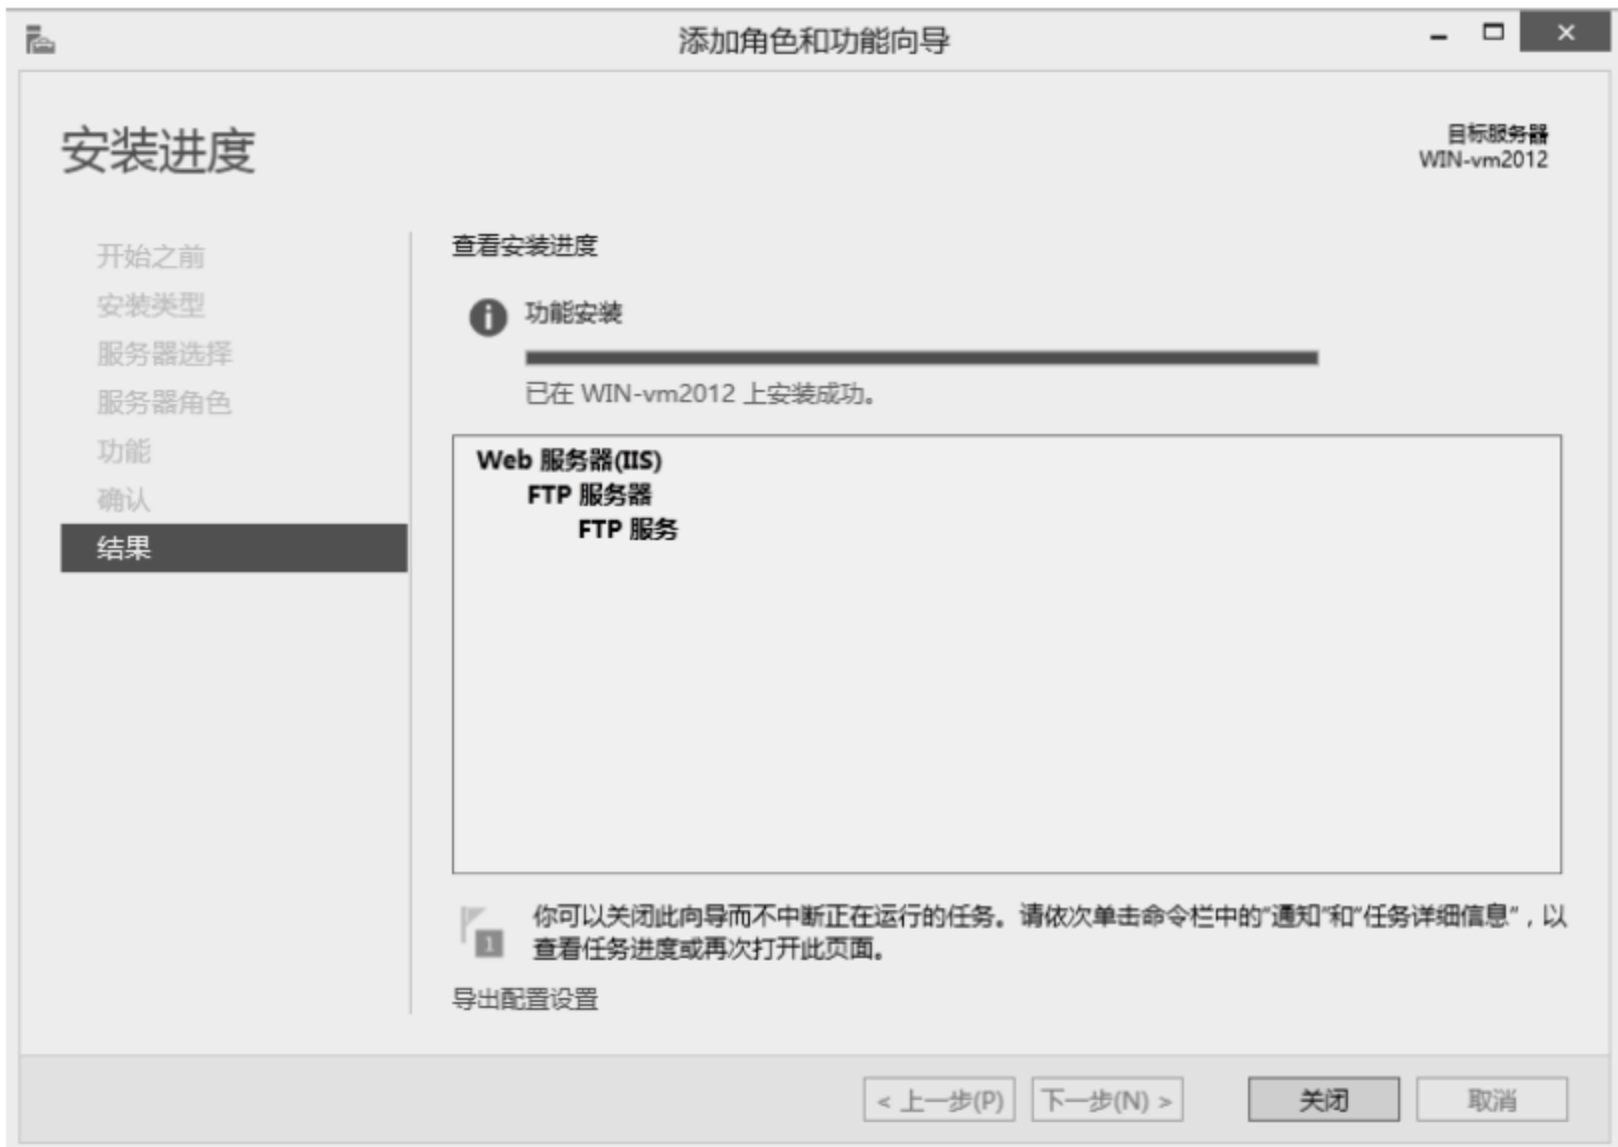 添加角色和功能向导
安装进度
目标服务器
WIN-vm2012
开始之前
安装类型
服务器选择
服务器角色
功能
确认
结果
查看安装进度
功能安装
已在 WIN-vm2012 上安装成功。
Web 服务器(IIS)
FTP 服务器
FTP 服务
你可以关闭此向导而不中断正在运行的任务。请依次单击命令栏中的"通知"和"任务详细信息"，以
查看任务进度或再次打开此页面。
1
导出配置设置
< 上一步(P) 下一步(N) > 关闭 取消